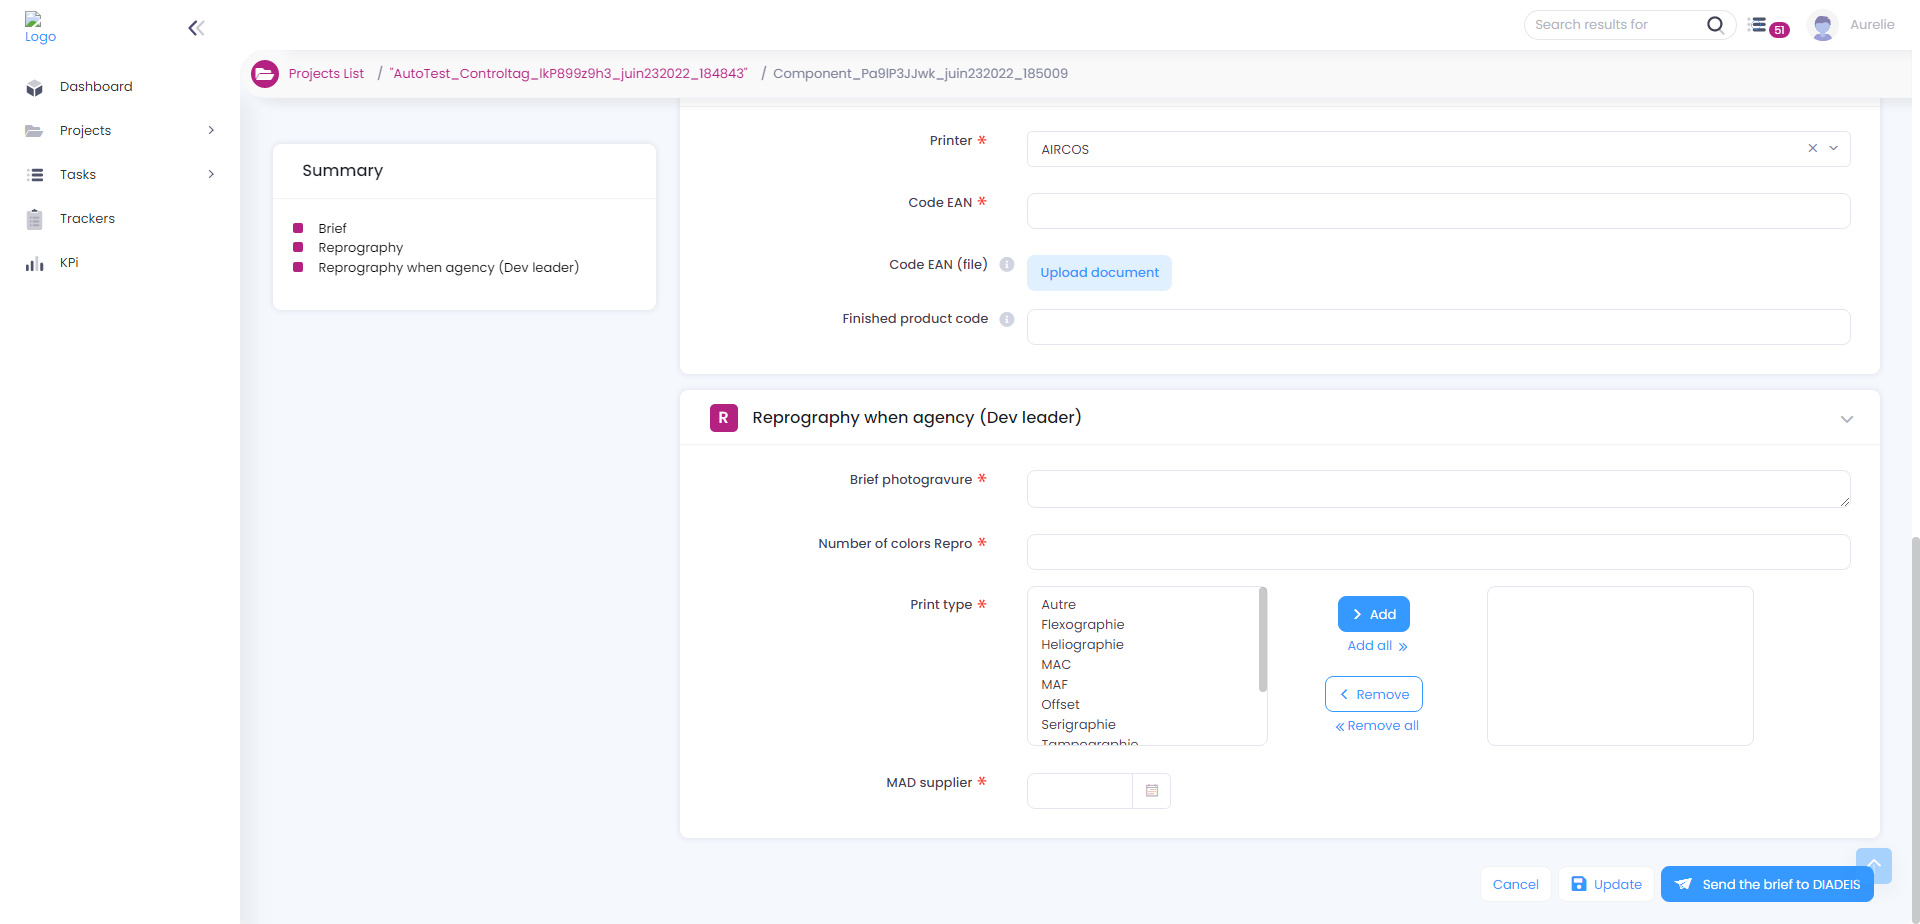 Logo
Search results for
51
Aurelie
Projects List / "AutoTest_Controltag_IkP899z9h3_juin232022_184843" / Component_Pa9IP3JJwk_juin232022_185009
Dashboard
Projects
Tasks
Trackers
KPi
Summary
Brief
Reprography
Reprography when agency (Dev leader)
Printer *
AIRCOS
Code EAN *
Code EAN (file)
Upload document
Finished product code
R Reprography when agency (Dev leader)
Brief photogravure *
Number of colors Repro *
Print type *
Autre
Flexographie
Heliographie
MAC
MAF
Offset
Serigraphie
Tampographie
Add
Add all
Remove
Remove all
MAD supplier *
Cancel
Update
Send the brief to DIADEIS